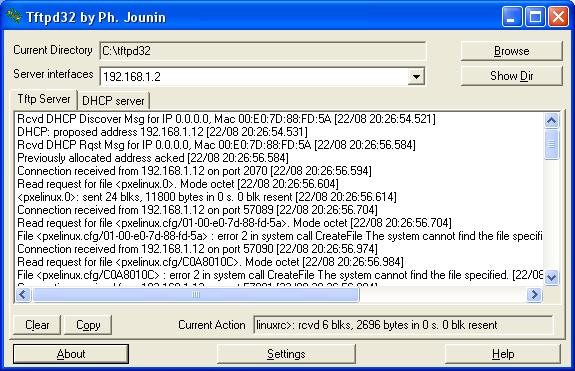 Tftpd32 by Ph. Jounin
Current Directory C:\tftpd32 Browse
Server interfaces 192.168.1.2 Show Dir
Tftp Server DHCP server
Rcvd DHCP Discover Msg for IP 0.0.0.0, Mac 00:E0:7D:88:FD:5A [22/08 20:26:54.521]
DHCP: proposed address 192.168.1.12 [22/08 20:26:54.531]
Rcvd DHCP Rqst Msg for IP 0.0.0.0, Mac 00:E0:7D:88:FD:5A [22/08 20:26:56.584]
Previously allocated address acked [22/08 20:26:56.584]
Connection received from 192.168.1.12 on port 2070 [22/08 20:26:56.594]
Read request for file <pxelinux.0>. Mode octet [22/08 20:26:56.604]
<pxelinux.0>: sent 24 blks, 11800 bytes in 0 s. 0 blk resent [22/08 20:26:56.614]
Connection received from 192.168.1.12 on port 57089 [22/08 20:26:56.704]
Read request for file <pxelinux.cfg/01-00-e0-7d-88-fd-5a>. Mode octet [22/08 20:26:56.704]
File <pxelinux.cfg/01-00-e0-7d-88-fd-5a> : error 2 in system call CreateFile The system cannot find the file specifi
Connection received from 192.168.1.12 on port 57090 [22/08 20:26:56.974]
Read request for file <pxelinux.cfg/C0A8010C>. Mode octet [22/08 20:26:56.984]
File <pxelinux.cfg/C0A8010C> : error 2 in system call CreateFile The system cannot find the file specified. [22/08
Connection received from 192.168.1.12 on port 57091
Clear Copy Current Action linuxrc>: rcvd 6 blks, 2696 bytes in 0 s. 0 blk resent
About Settings Help